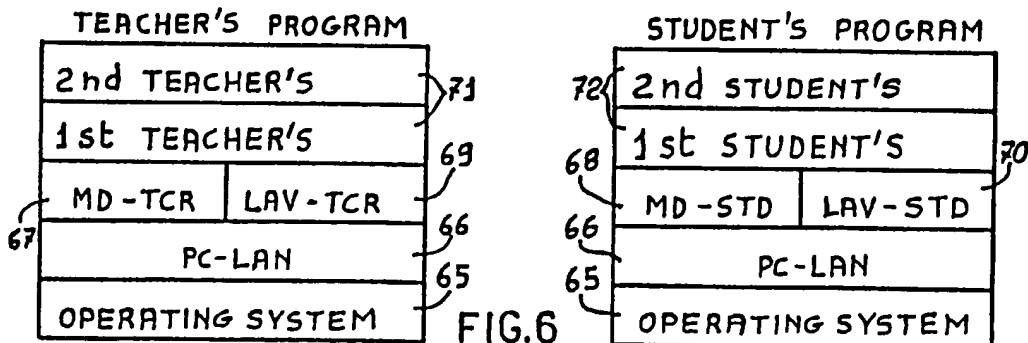 TEACHER'S PROGRAM
2nd TEACHER'S
71
1st TEACHER'S
69
MD-TCR LAV-TCR
67
66
PC-LAN
65
OPERATING SYSTEM
FIG.6
STUDENT'S PROGRAM
72 2nd STUDENT'S
1st STUDENT'S
70
68
MD-STD LAV-STD
66
PC-LAN
65
OPERATING SYSTEM